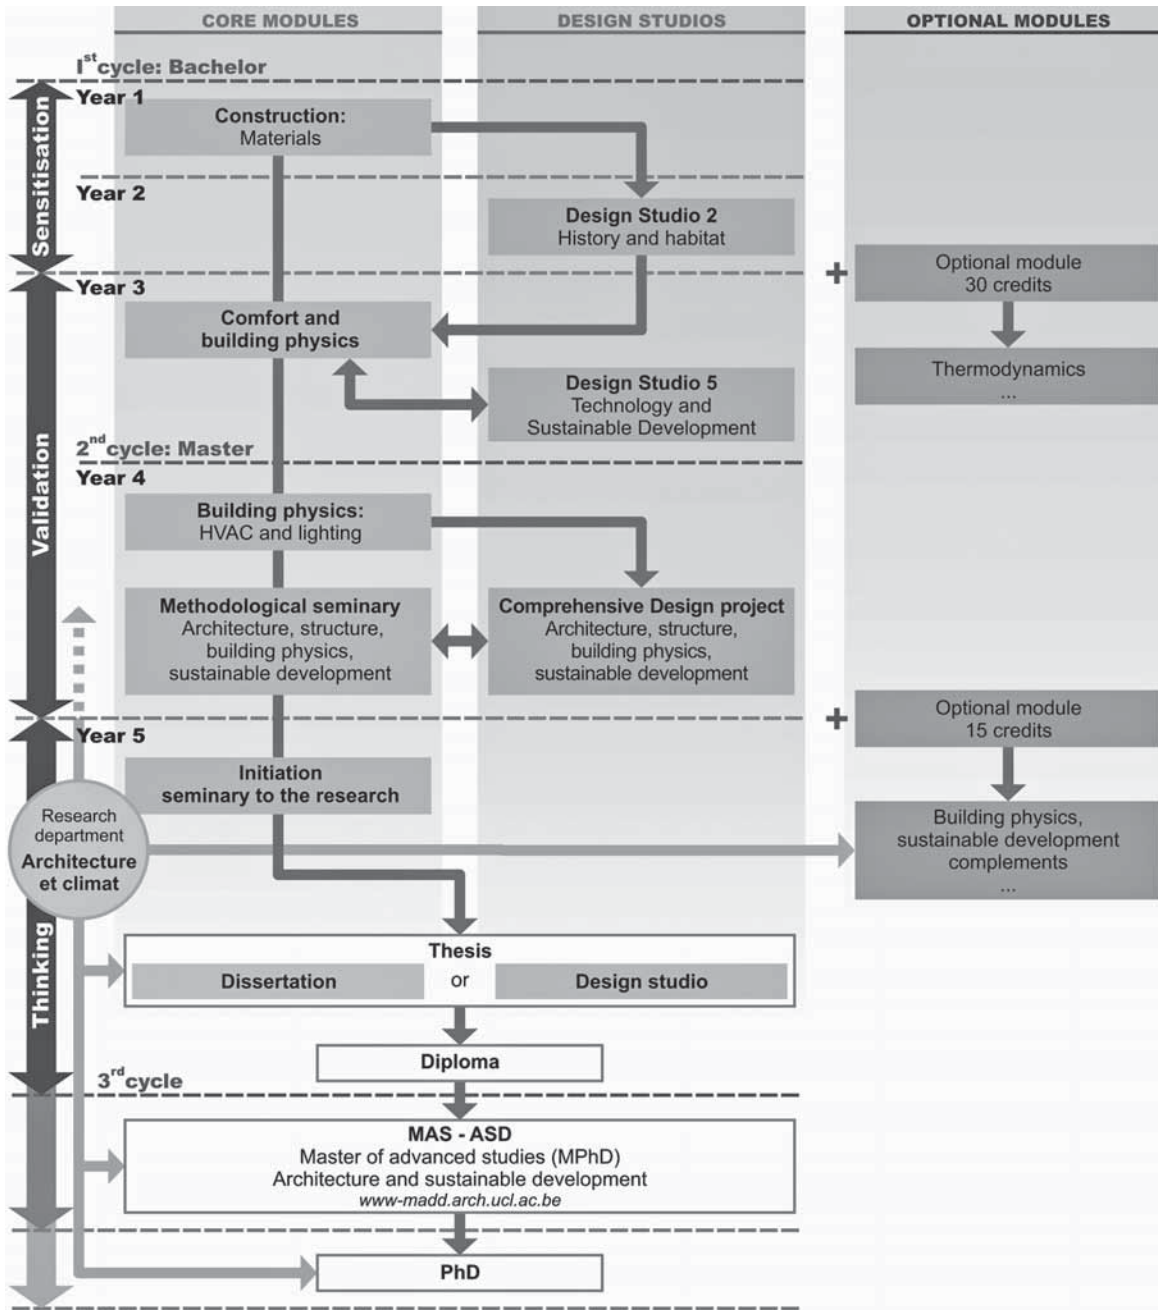 CORE MODULES
DESIGN STUDIOS
OPTIONAL MODULES
1st cycle: Bachelor
Sensitisation
Year 1
Construction:
Materials
Year 2
Design Studio 2
History and habitat
Validation
Year 3
Comfort and
building physics
Design Studio 5
Technology and
Sustainable Development
+
Optional module
30 credits
Thermodynamics
...
2nd cycle: Master
Year 4
Building physics:
HVAC and lighting
Methodological seminary
Architecture, structure,
building physics,
sustainable development
Comprehensive Design project
Architecture, structure,
building physics,
sustainable development
Thinking
Year 5
Initiation
seminary to the research
+
Optional module
15 credits
Building physics,
sustainable development
complements
...
Research
department
Architecture
et climat
Thesis
Dissertation
or
Design studio
Diploma
3rd cycle
MAS - ASD
Master of advanced studies (MPhD)
Architecture and sustainable development
www-madd.arch.ucl.ac.be
PhD